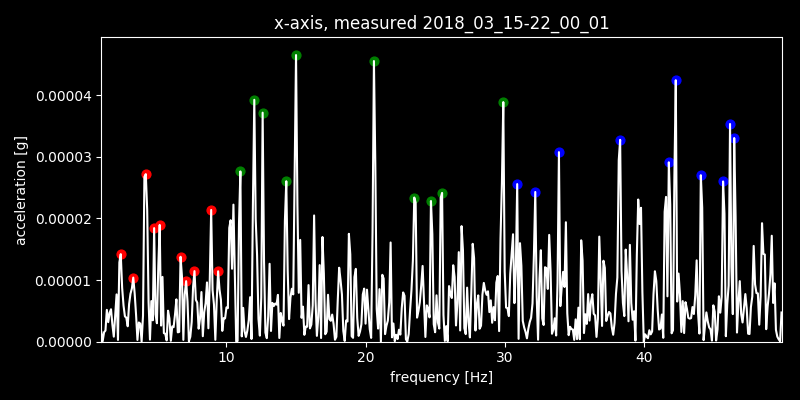 x-axis, measured 2018_03_15-22_00_01
acceleration [g]
0.00004
0.00003
0.00002
0.00001
0.00000
10 20 30 40
frequency [Hz]